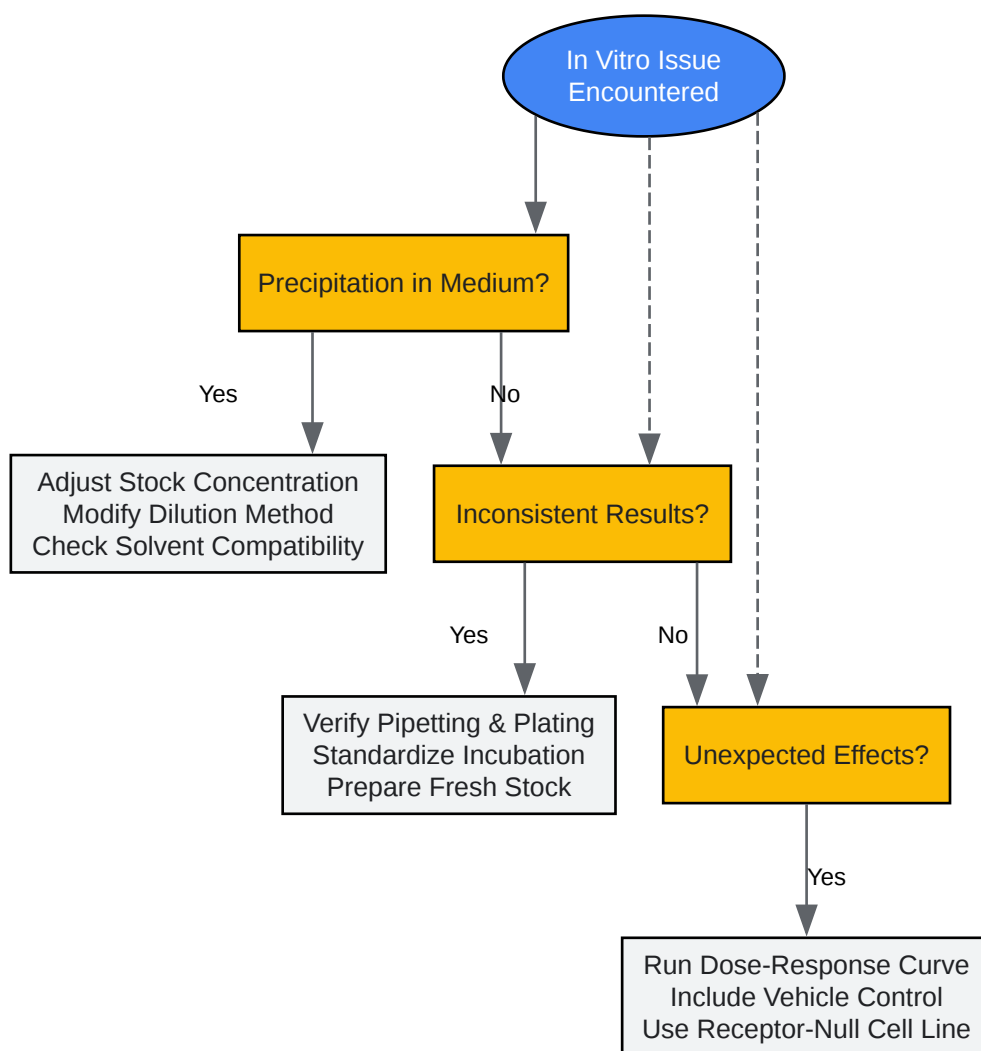 In Vitro Issue
Encountered
Precipitation in Medium?
Yes
No
Adjust Stock Concentration
Modify Dilution Method
Check Solvent Compatibility
Inconsistent Results?
Yes
No
Verify Pipetting & Plating
Standardize Incubation
Prepare Fresh Stock
Unexpected Effects?
Yes
Run Dose-Response Curve
Include Vehicle Control
Use Receptor-Null Cell Line